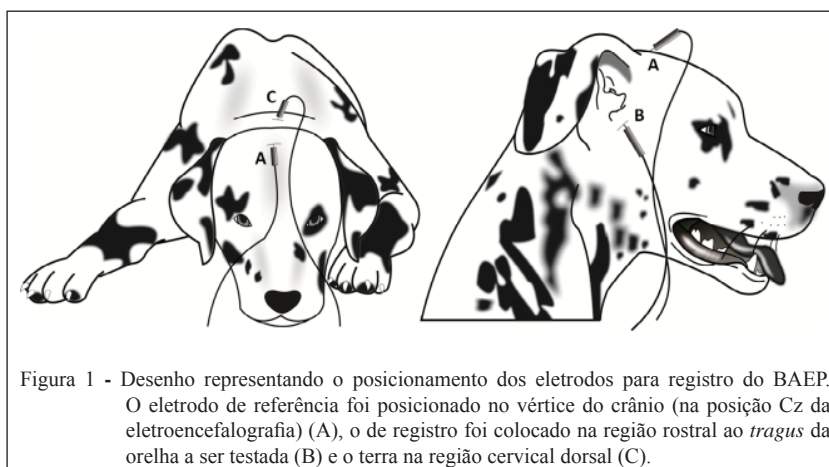 C
A
A
B
Figura 1 - Desenho representando o posicionamento dos eletrodos para registro do BAEP.
O eletrodo de referência foi posicionado no vértice do crânio (na posição Cz da
eletroencefalografia) (A), o de registro foi colocado na região rostral ao tragus da
orelha a ser testada (B) e o terra na região cervical dorsal (C).